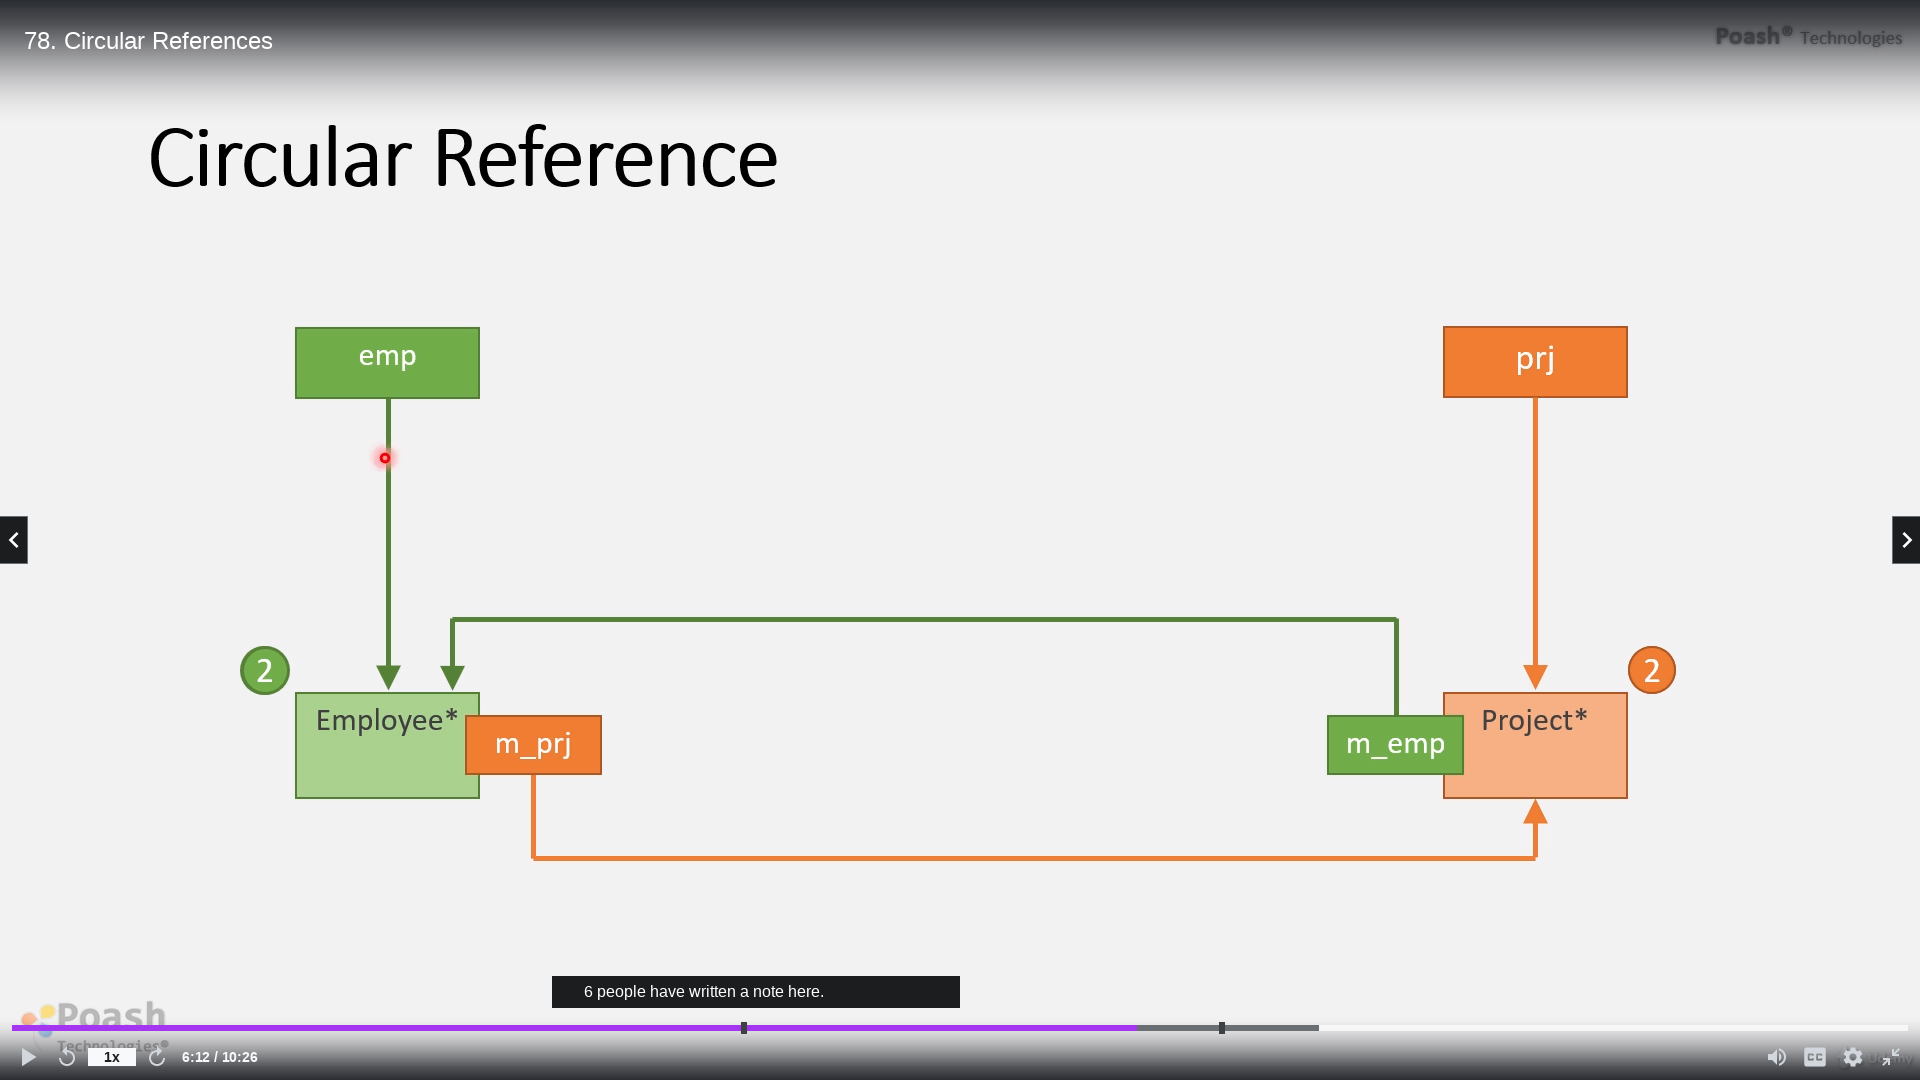 78. Circular References
Poash® Technologies
Circular Reference
emp
prj
2
2
Employee*
m_prj
m_emp
Project*
6 people have written a note here.
Poash
Technologies®
1x
6:12 / 10:26
CC